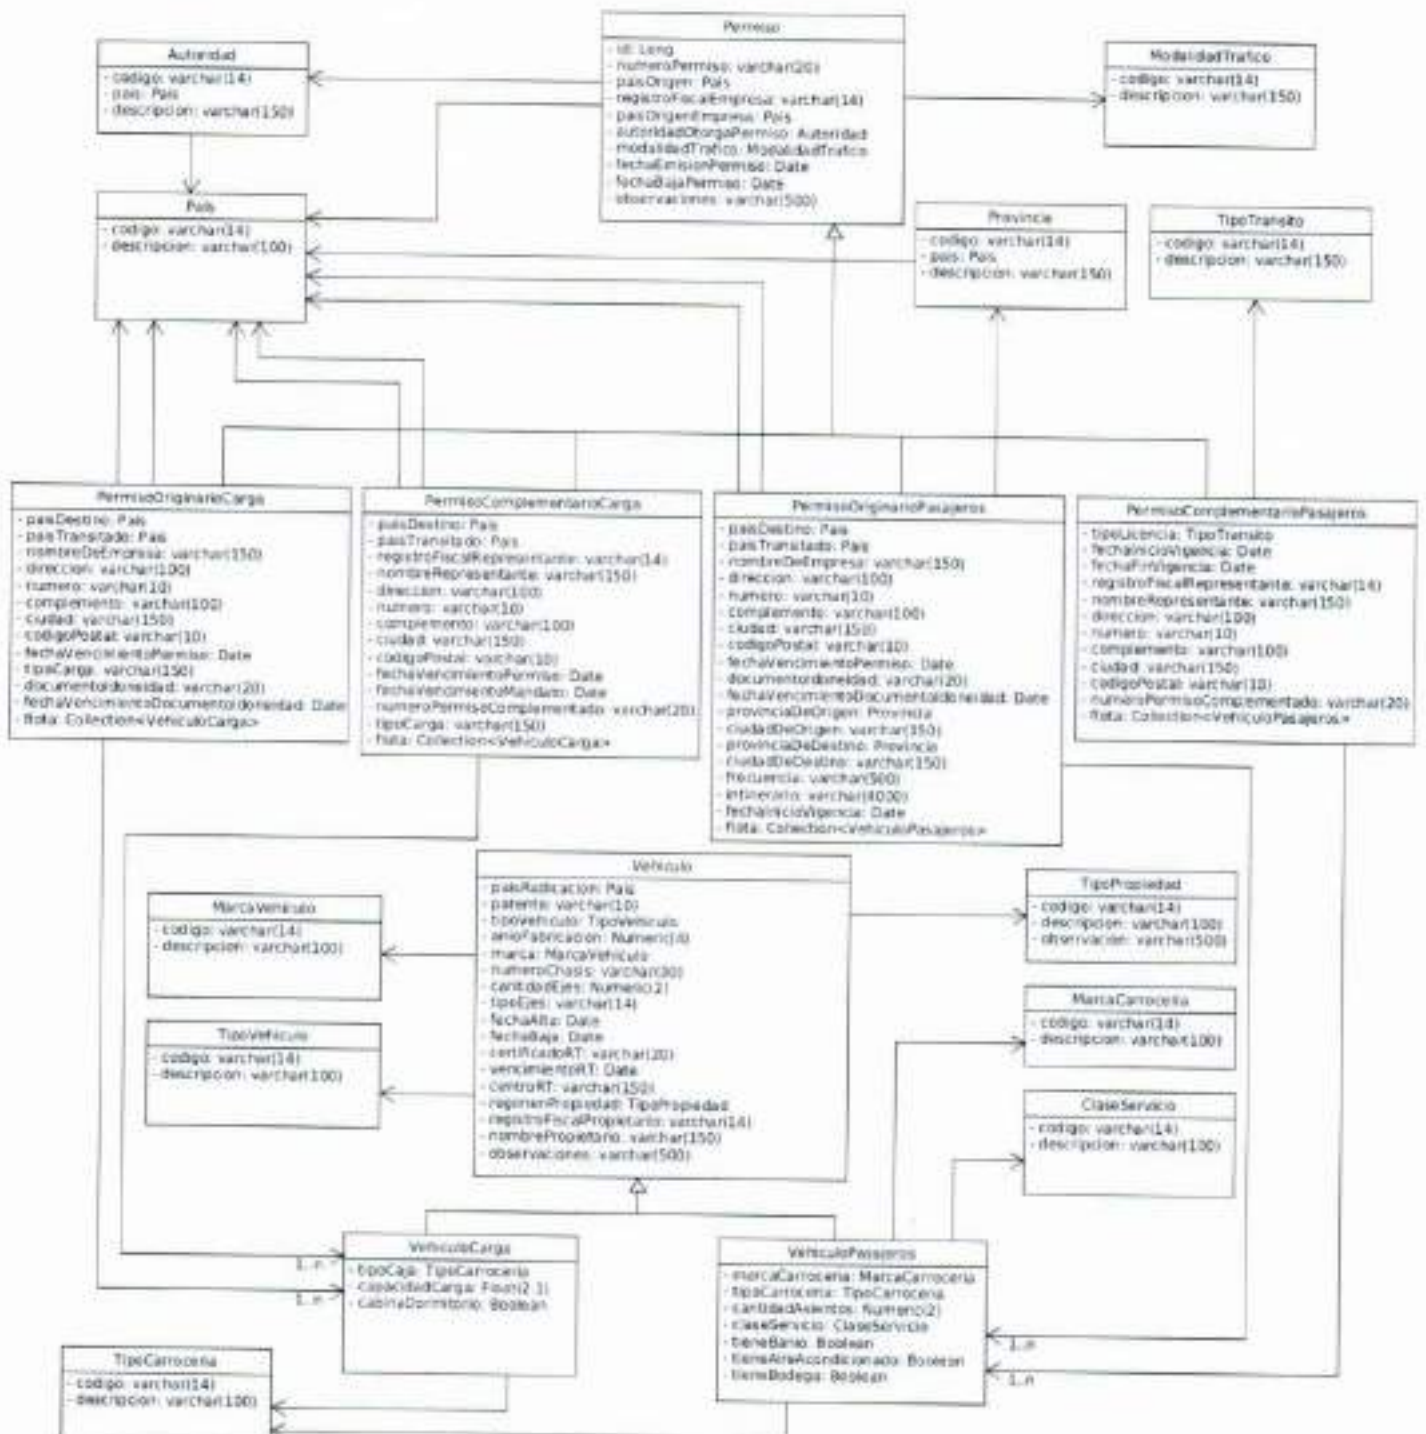 Permiso
- id: Long
- numeroPermiso: varchar(20)
- paisOrigen: País
- registroFiscalEmpresa: varchar(14)
- paisOrigenEmpresa: País
- autoridadOtorgaPermiso: Autoridad
- modalidadTrafico: ModalidadTrafico
- fechaEmisionPermiso: Date
- fechaBajaPermiso: Date
- observaciones: varchar(500)
Autoridad
- codigo: varchar(14)
- pais: País
- descripcion: varchar(150)
ModalidadTrafico
- codigo: varchar(14)
- descripcion: varchar(150)
País
- codigo: varchar(14)
- descripcion: varchar(100)
Provincia
- codigo: varchar(14)
- pais: País
- descripcion: varchar(150)
TipoTransito
- codigo: varchar(14)
- descripcion: varchar(150)
PermisoOriginarioCarga
- paisDestino: País
- paisTransitado: País
- nombreDeEmpresa: varchar(150)
- direccion: varchar(100)
- numero: varchar(10)
- complemento: varchar(100)
- ciudad: varchar(150)
- codigoPostal: varchar(10)
- fechaVencimientoPermiso: Date
- tipoCarga: varchar(150)
- documentoIdoneidad: varchar(20)
- fechaVencimientoDocumentoIdoneidad: Date
- flota: Collection<VehiculoCarga>
PermisoComplementarioCarga
- paisDestino: País
- paisTransitado: País
- registroFiscalRepresentante: varchar(14)
- nombreRepresentante: varchar(150)
- direccion: varchar(100)
- numero: varchar(10)
- complemento: varchar(100)
- ciudad: varchar(150)
- codigoPostal: varchar(10)
- fechaVencimientoPermiso: Date
- fechaVencimientoMandato: Date
- numeroPermisoComplementado: varchar(20)
- tipoCarga: varchar(150)
- flota: Collection<VehiculoCarga>
PermisoOriginarioPasajeros
- paisDestino: País
- paisTransitado: País
- nombreDeEmpresa: varchar(150)
- direccion: varchar(100)
- numero: varchar(10)
- complemento: varchar(100)
- ciudad: varchar(150)
- codigoPostal: varchar(10)
- fechaVencimientoPermiso: Date
- documentoIdoneidad: varchar(20)
- fechaVencimientoDocumentoIdoneidad: Date
- provinciaDeOrigen: Provincia
- ciudadDeOrigen: varchar(150)
- provinciaDeDestino: Provincia
- ciudadDeDestino: varchar(150)
- frecuencia: varchar(500)
- intinerario: varchar(4000)
- fechaInicioVigencia: Date
- flota: Collection<VehiculoPasajeros>
PermisoComplementarioPasajeros
- tipoLicencia: TipoTransito
- fechaInicioVigencia: Date
- fechaFinVigencia: Date
- registroFiscalRepresentante: varchar(14)
- nombreRepresentante: varchar(150)
- direccion: varchar(100)
- numero: varchar(10)
- complemento: varchar(100)
- ciudad: varchar(150)
- codigoPostal: varchar(10)
- numeroPermisoComplementado: varchar(20)
- flota: Collection<VehiculoPasajeros>
Vehiculo
- paisRadicacion: País
- patente: varchar(10)
- tipoVehiculo: TipoVehiculo
- anioFabricacion: Numeric(4)
- marca: MarcaVehiculo
- numeroChasis: varchar(30)
- cantidadEjes: Numeric(2)
- tipoEjes: varchar(14)
- fechaAlta: Date
- fechaBaja: Date
- certificadoRT: varchar(20)
- vencimientoRT: Date
- centroRT: varchar(150)
- regimenPropiedad: TipoPropiedad
- registroFiscalPropietario: varchar(14)
- nombrePropietario: varchar(150)
- observaciones: varchar(500)
MarcaVehiculo
- codigo: varchar(14)
- descripcion: varchar(100)
TipoVehiculo
- codigo: varchar(14)
- descripcion: varchar(100)
TipoPropiedad
- codigo: varchar(14)
- descripcion: varchar(100)
- observacion: varchar(500)
MarcaCarroceria
- codigo: varchar(14)
- descripcion: varchar(100)
ClaseServicio
- codigo: varchar(14)
- descripcion: varchar(100)
VehiculoCarga
- tipoCaja: TipoCarroceria
- capacidadCarga: Float(2.1)
- cabinaDormitorio: Boolean
1..n
1..n
VehiculoPasajeros
- marcaCarroceria: MarcaCarroceria
- tipoCarroceria: TipoCarroceria
- cantidadAsientos: Numeric(2)
- claseServicio: ClaseServicio
- tieneBanio: Boolean
- tieneAireAcondicionado: Boolean
- tieneBodega: Boolean
1..n
1..n
TipoCarroceria
- codigo: varchar(14)
- descripcion: varchar(100)